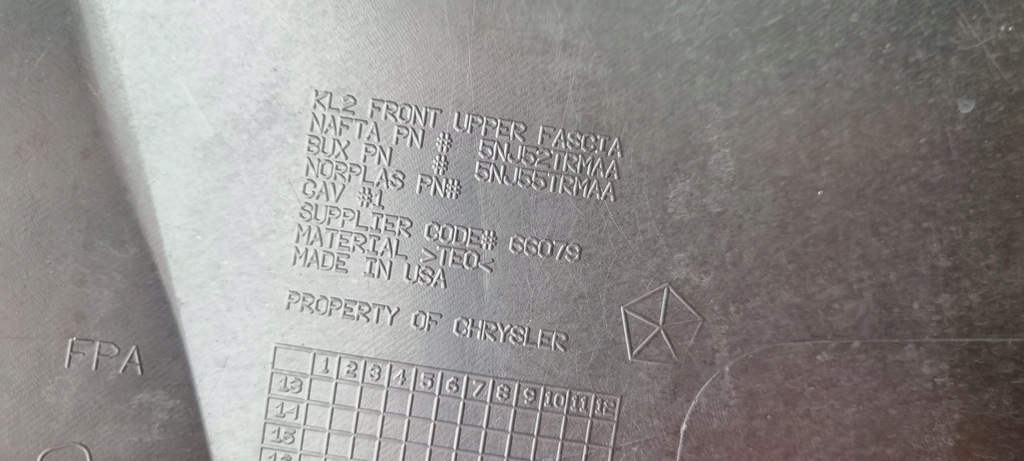 KL2 FRONT UPPER FASCIA
NAFTA PN # 5NJ52TRMAA
BUX PN # 5NJ55TRMAA
NORPLAS PN#
CAV #1
SUPPLIER CODE# 66079
MATERIAL >TEO<
MADE IN USA
PROPERTY OF CHRYSLER
FPA
1 2 3 4 5 6 7 8 9 10 11 12
13
14
15